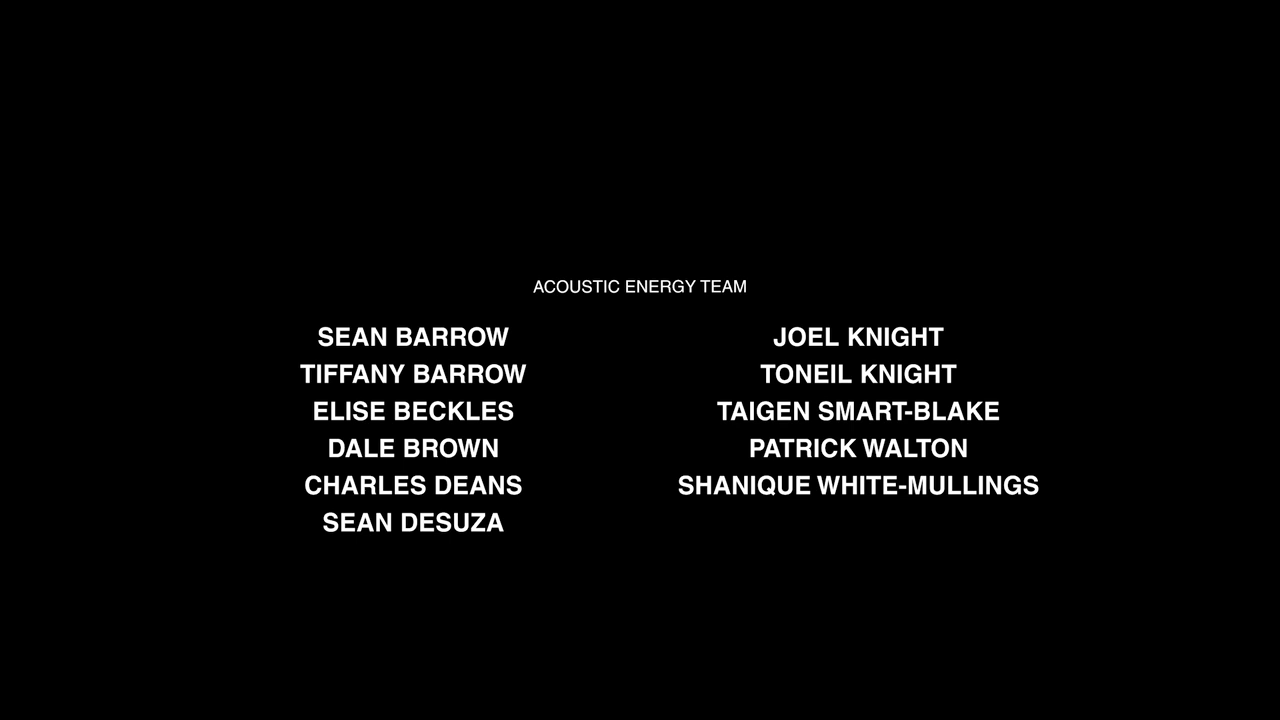 ACOUSTIC ENERGY TEAM
SEAN BARROW
TIFFANY BARROW
ELISE BECKLES
DALE BROWN
CHARLES DEANS
SEAN DESUZA
JOEL KNIGHT
TONEIL KNIGHT
TAIGEN SMART-BLAKE
PATRICK WALTON
SHANIQUE WHITE-MULLINGS